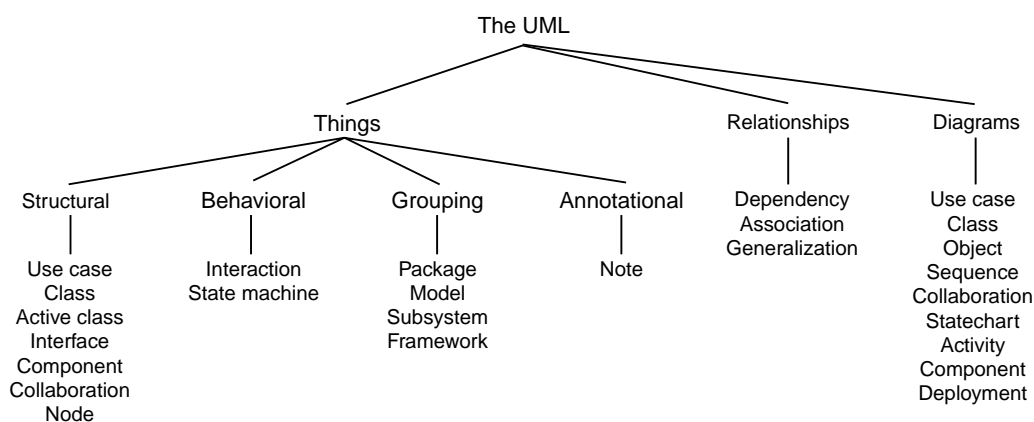 The UML
Things
Relationships
Diagrams
Structural
Behavioral
Grouping
Annotational
Use case
Class
Active class
Interface
Component
Collaboration
Node
Interaction
State machine
Package
Model
Subsystem
Framework
Note
Dependency
Association
Generalization
Use case
Class
Object
Sequence
Collaboration
Statechart
Activity
Component
Deployment